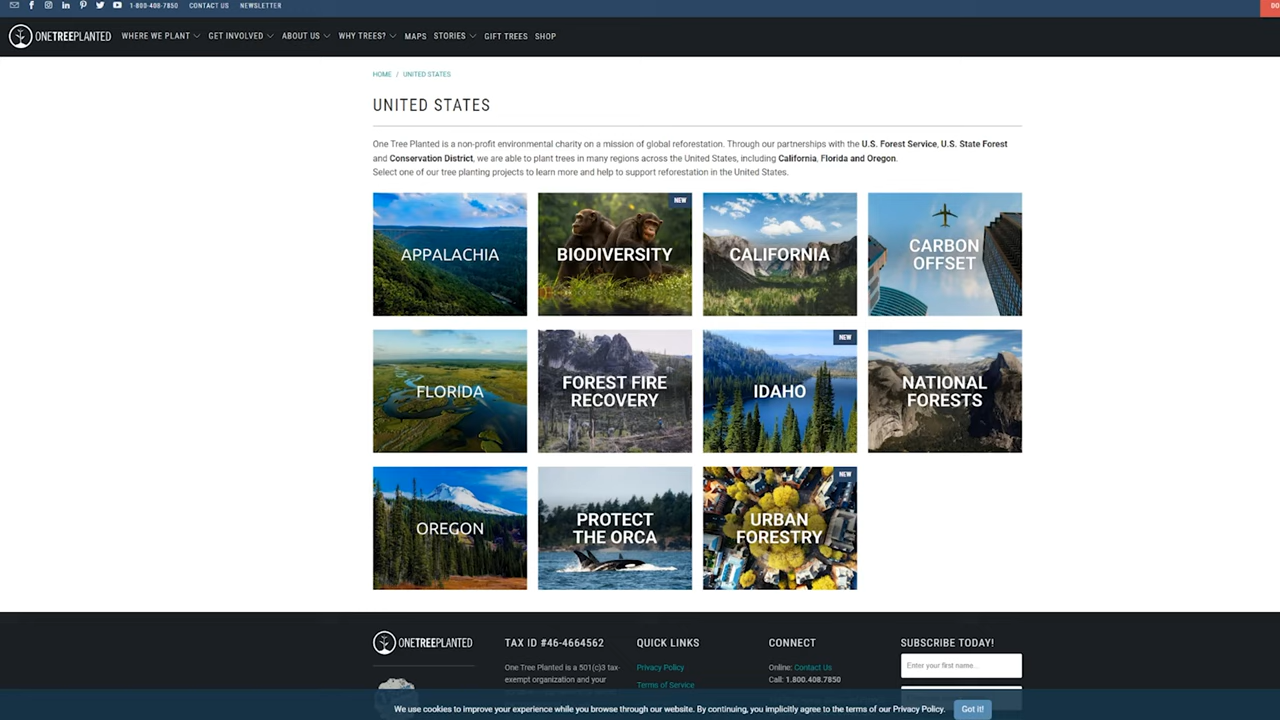 1-800-408-7850 CONTACT US NEWSLETTER
DO
ONETREEPLANTED WHERE WE PLANT GET INVOLVED ABOUT US WHY TREES? MAPS STORIES GIFT TREES SHOP
HOME / UNITED STATES
UNITED STATES
One Tree Planted is a non-profit environmental charity on a mission of global reforestation. Through our partnerships with the U.S. Forest Service, U.S. State Forest
and Conservation District, we are able to plant trees in many regions across the United States, including California, Florida and Oregon.
Select one of our tree planting projects to learn more and help to support reforestation in the United States.
APPALACHIA
NEW
BIODIVERSITY
CALIFORNIA
CARBON
OFFSET
FLORIDA
FOREST FIRE
RECOVERY
NEW
IDAHO
NATIONAL
FORESTS
OREGON
PROTECT
THE ORCA
NEW
URBAN
FORESTRY
ONETREEPLANTED
TAX ID #46-4664562
One Tree Planted is a 501(c)3 tax-
exempt organization and your
QUICK LINKS
Privacy Policy
Terms of Service
CONNECT
Online: Contact Us
Call: 1.800.408.7850
SUBSCRIBE TODAY!
Enter your first name...
We use cookies to improve your experience while you browse through our website. By continuing, you implicitly agree to the terms of our Privacy Policy. Got it!